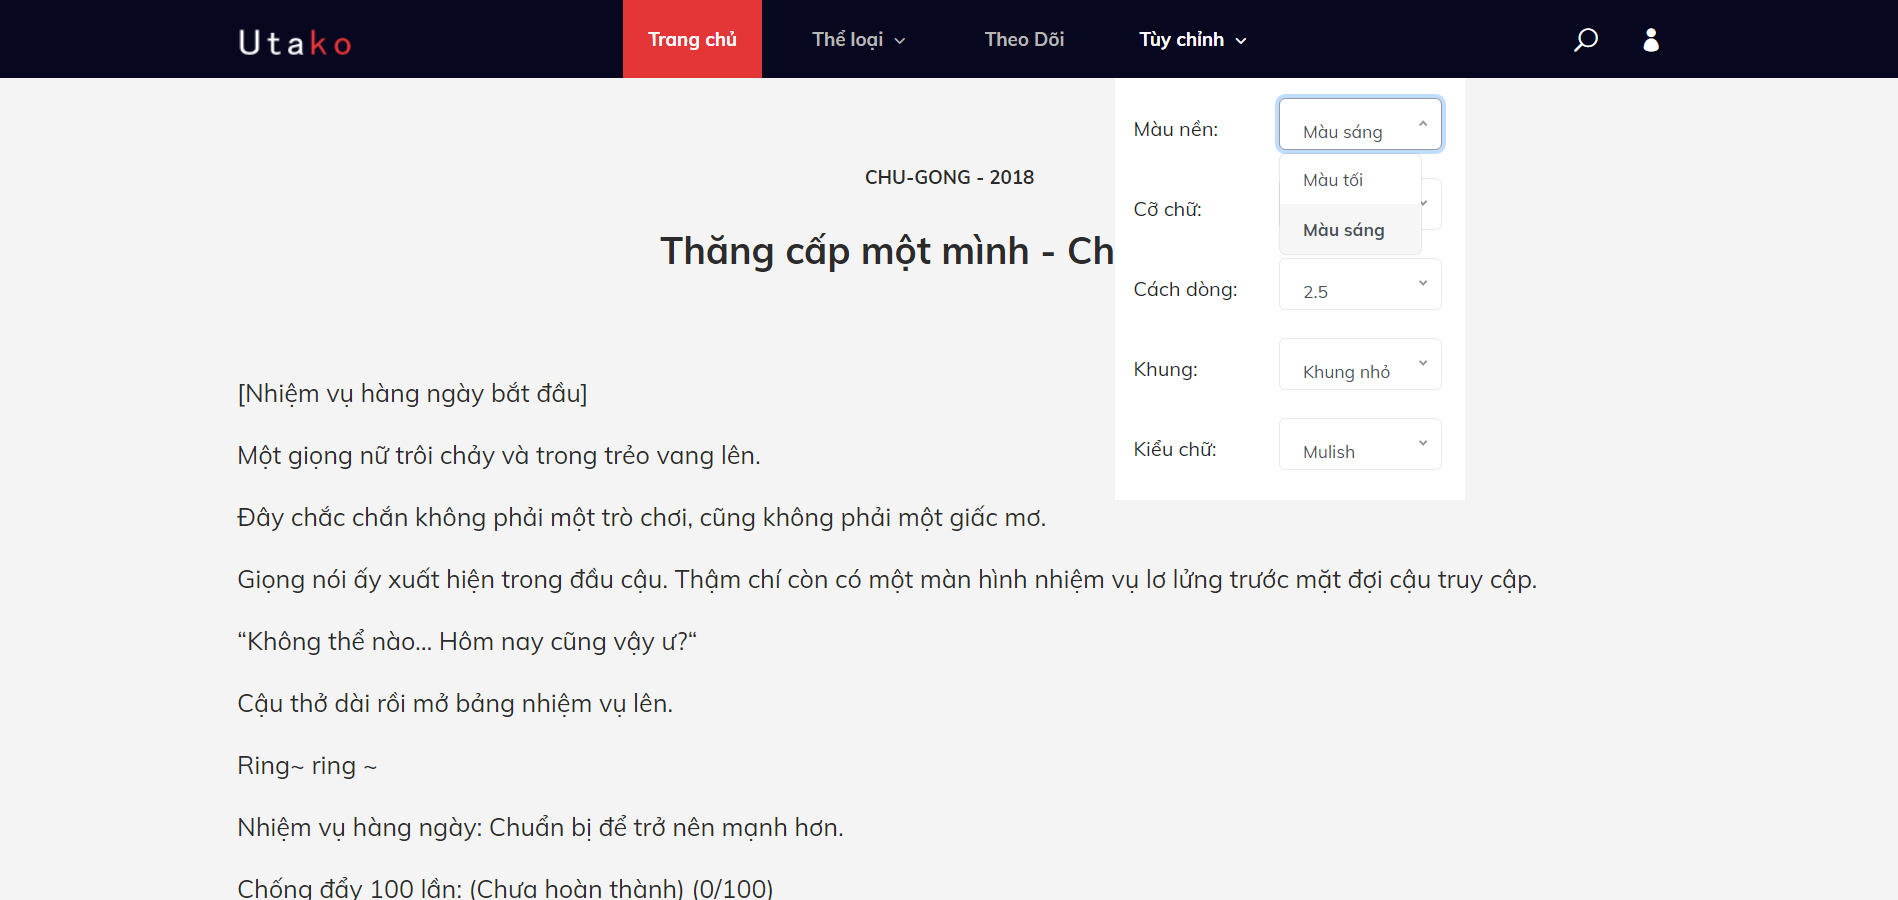 Utako
Trang chủ
Thể loại
Theo Dõi
Tùy chỉnh
Màu nền:
Màu sáng
Màu tối
Màu sáng
Cỡ chữ:
Cách dòng:
2.5
Khung:
Khung nhỏ
Kiểu chữ:
Mulish
CHU-GONG - 2018
Thăng cấp một mình - Ch
[Nhiệm vụ hàng ngày bắt đầu]
Một giọng nữ trôi chảy và trong trẻo vang lên.
Đây chắc chắn không phải một trò chơi, cũng không phải một giấc mơ.
Giọng nói ấy xuất hiện trong đầu cậu. Thậm chí còn có một màn hình nhiệm vụ lơ lửng trước mặt đợi cậu truy cập.
“Không thể nào... Hôm nay cũng vậy ư?“
Cậu thở dài rồi mở bảng nhiệm vụ lên.
Ring~ ring ~
Nhiệm vụ hàng ngày: Chuẩn bị để trở nên mạnh hơn.
Chống đẩy 100 lần: (Chưa hoàn thành) (0/100)